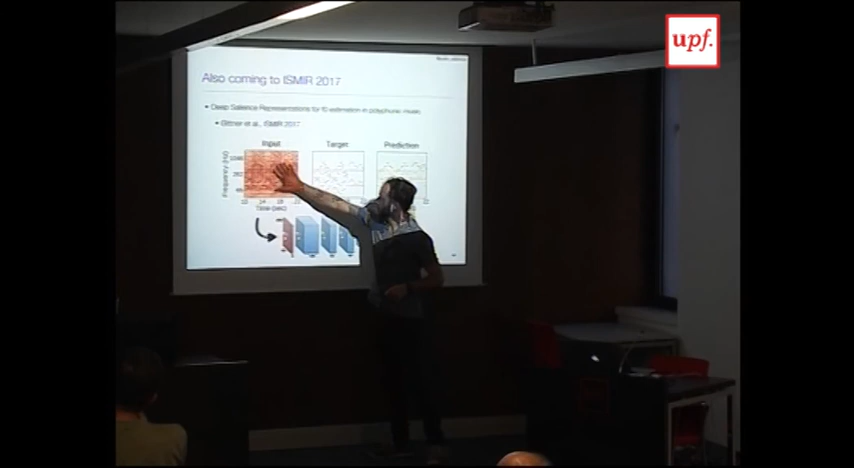 upf.
Also coming to ISMIR 2017
• Deep Salience Representations for f0 estimation in polyphonic music
• Bittner et al., ISMIR 2017
Input Target Prediction
Frequency (Hz)
Time (sec)